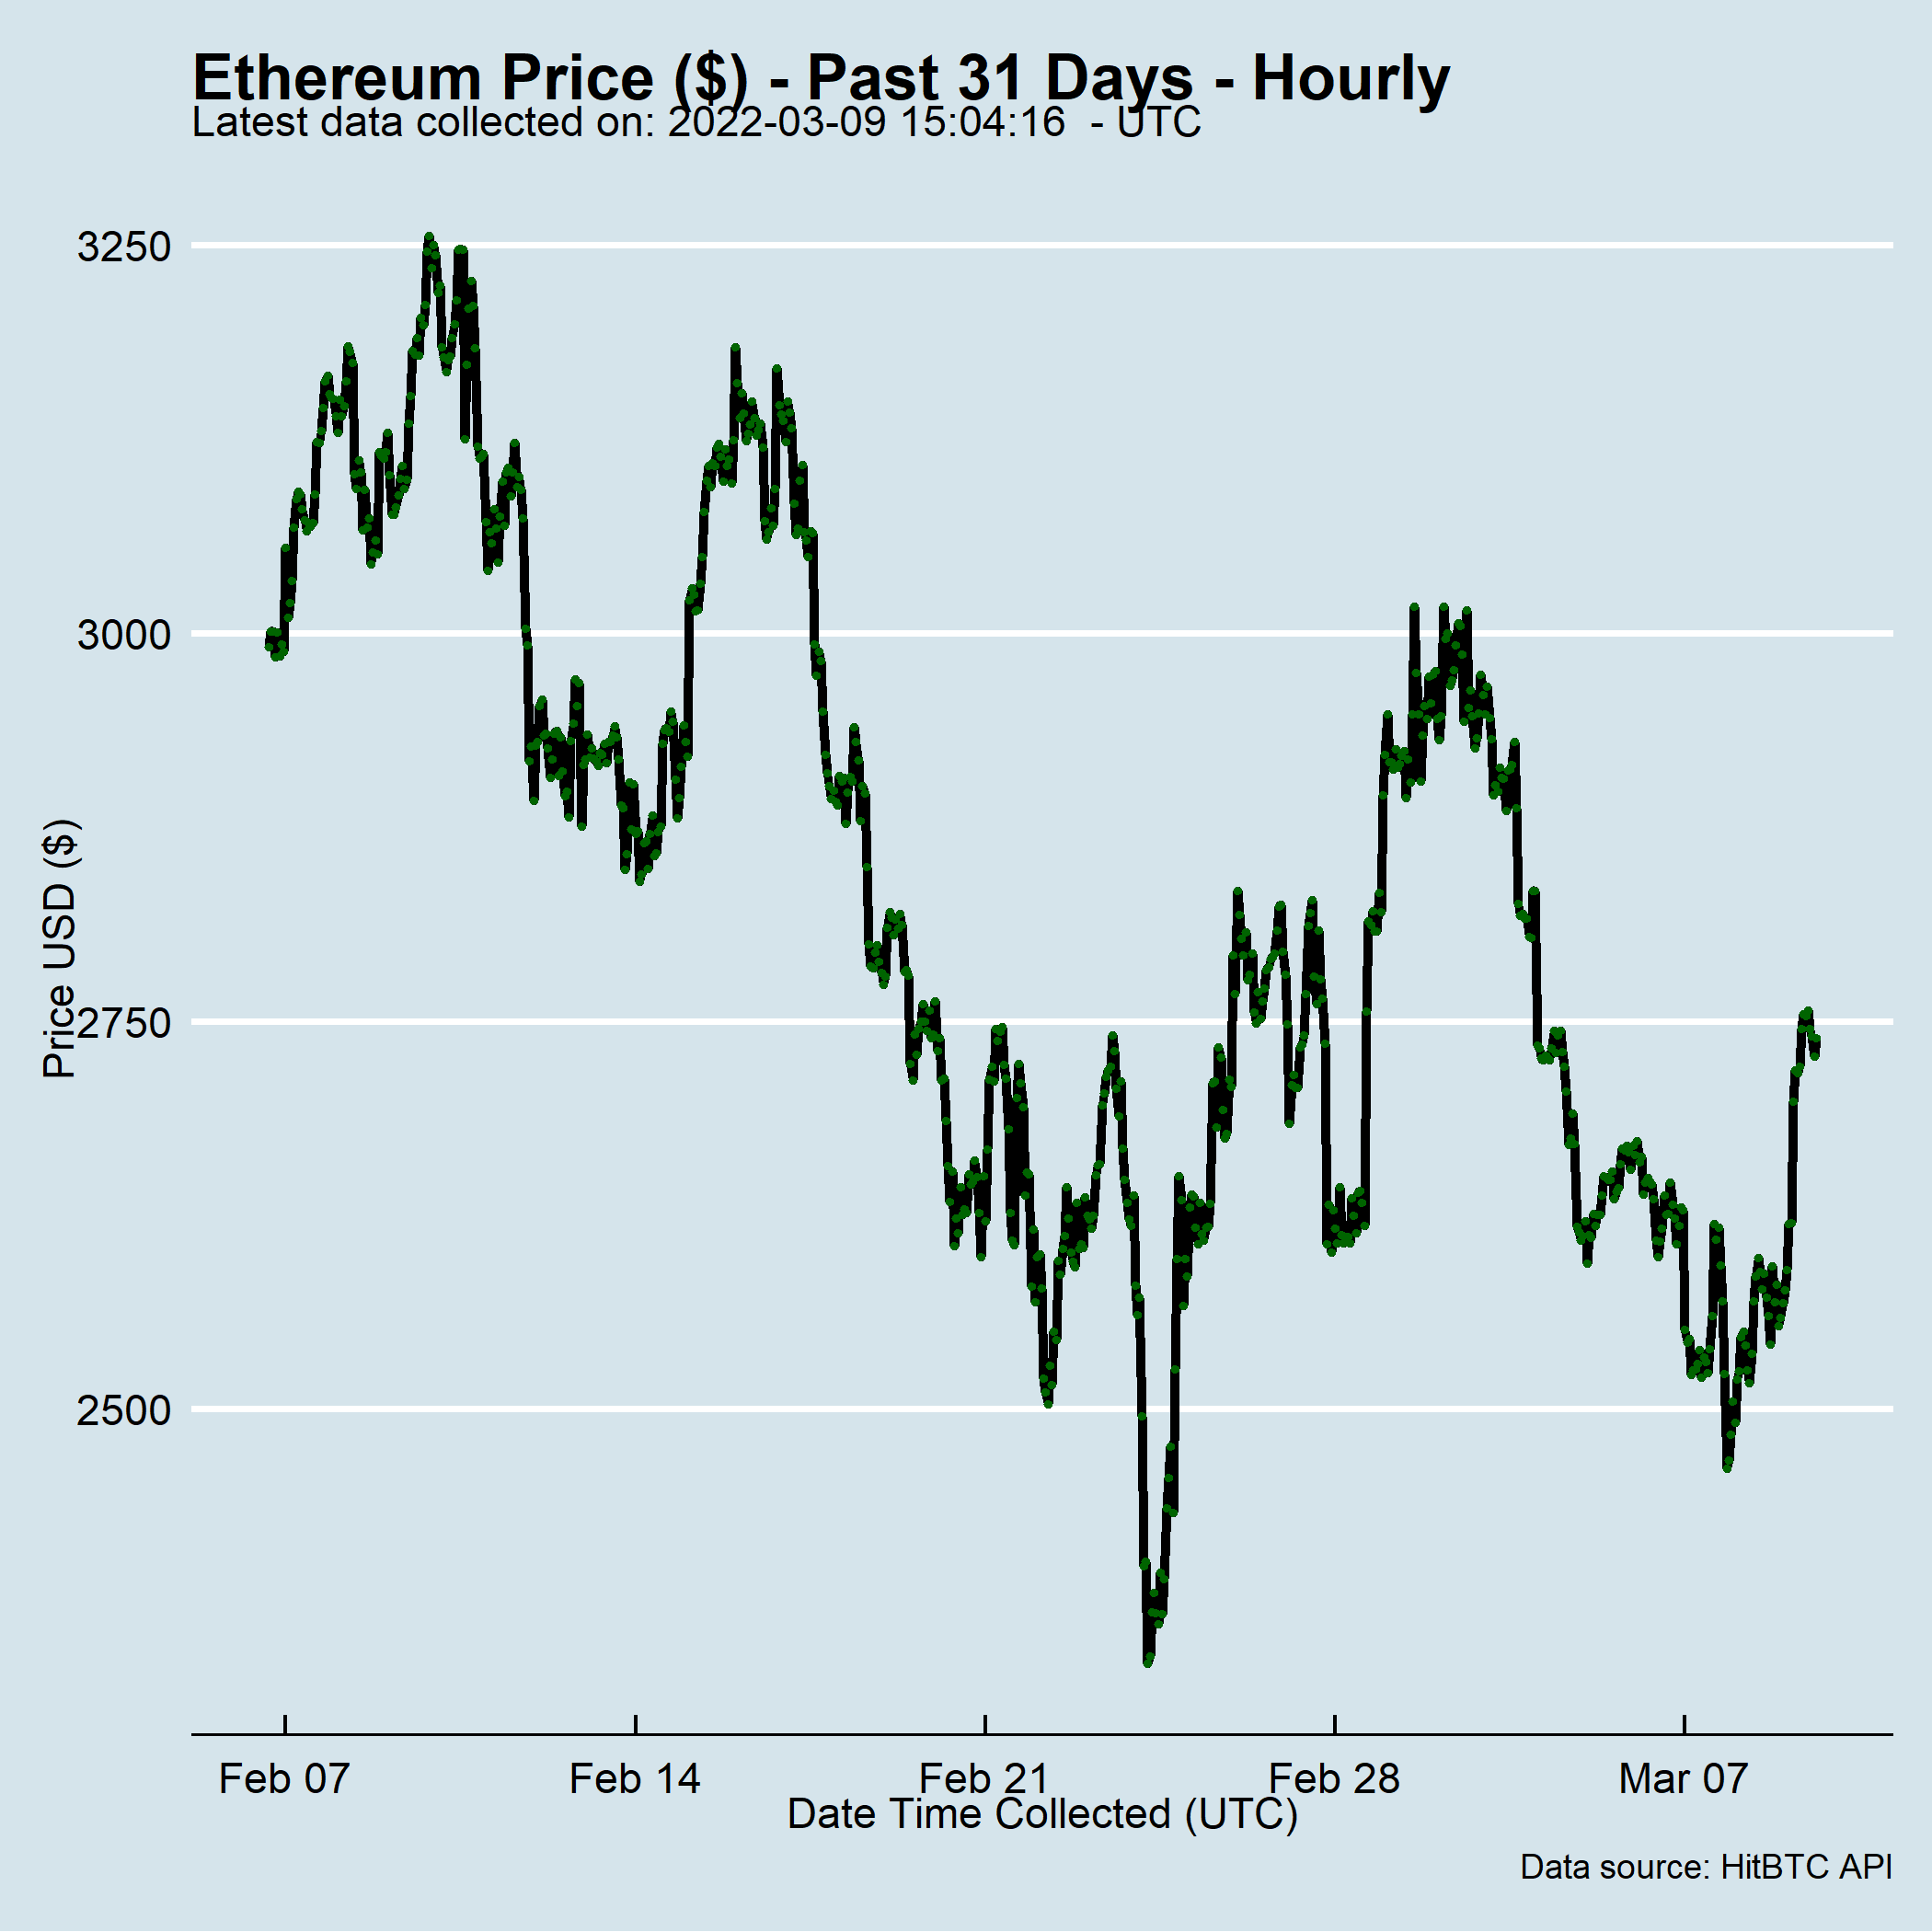 Ethereum Price ($) - Past 31 Days - Hourly
Latest data collected on: 2022-03-09 15:04:16  - UTC
3250
3000
2750
2500
Price USD ($)
Feb 07 Feb 14 Feb 21 Feb 28 Mar 07
Date Time Collected (UTC)
Data source: HitBTC API